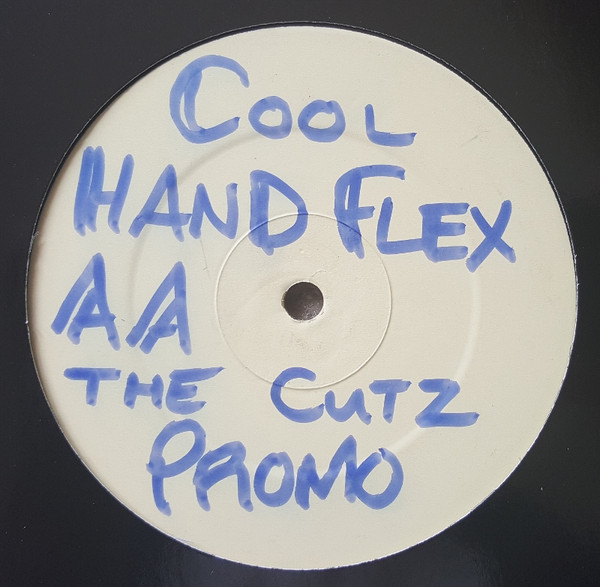 COOL
HAND FLEX
AA
THE CUTZ
PROMO